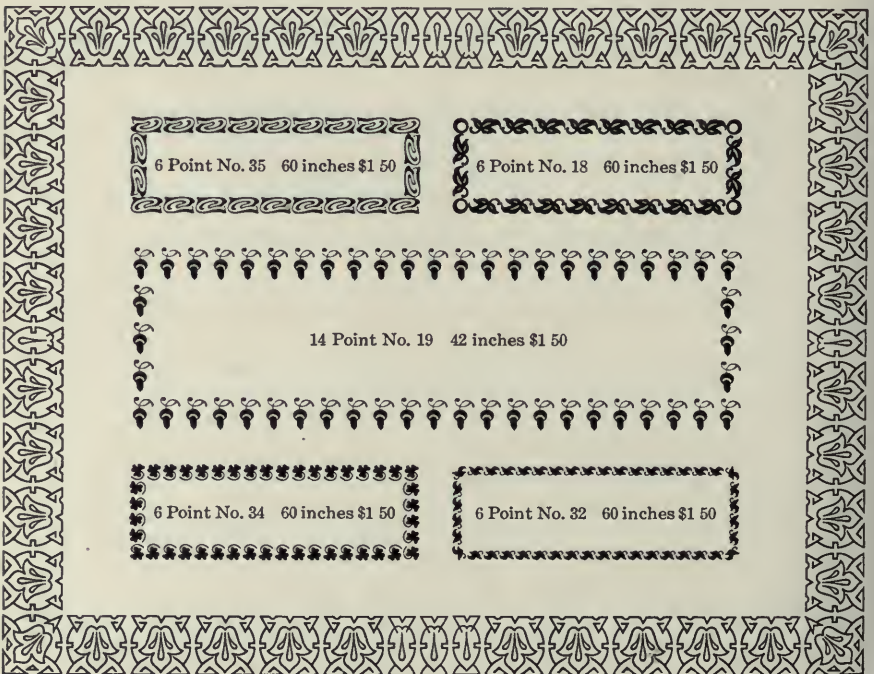 6 Point No. 35 60 inches $1 50
6 Point No. 18 60 inches $1 50
14 Point No. 19 42 inches $1 50
6 Point No. 34 60 inches $1 50
6 Point No. 32 60 inches $1 50